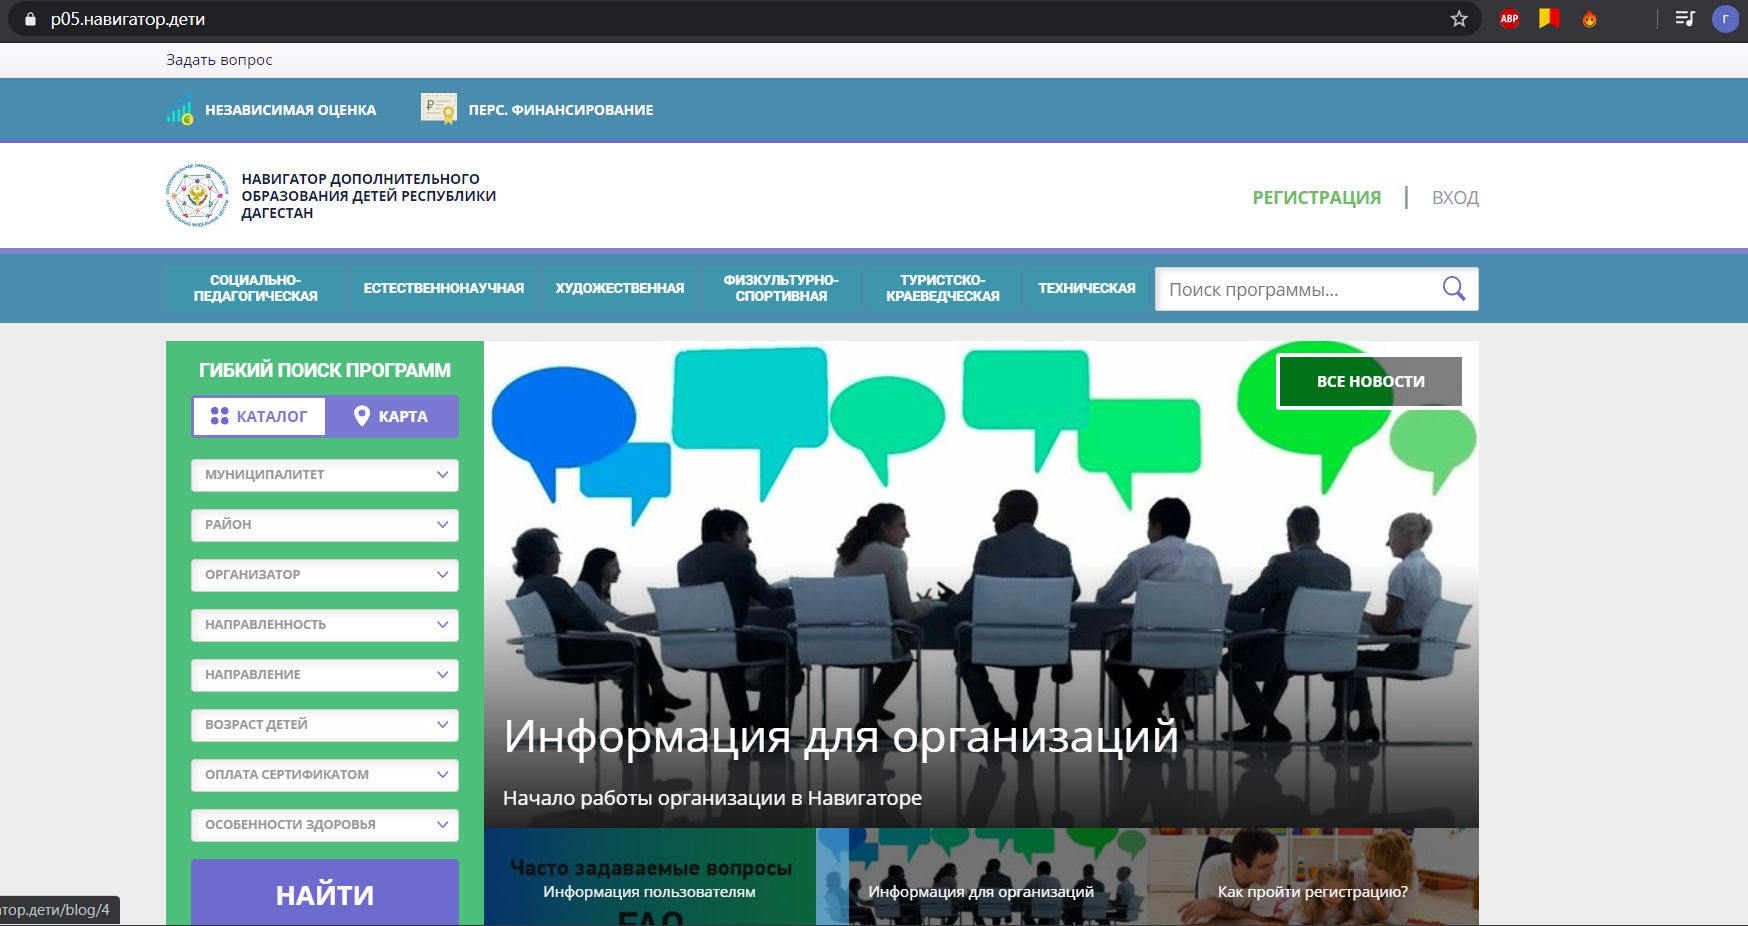 р05.навигатор.дети
ABP
Г
Задать вопрос
НЕЗАВИСИМАЯ ОЦЕНКА
ПЕРС. ФИНАНСИРОВАНИЕ
НАВИГАТОР ДОПОЛНИТЕЛЬНОГО
ОБРАЗОВАНИЯ ДЕТЕЙ РЕСПУБЛИКИ
ДАГЕСТАН
РЕГИСТРАЦИЯ | ВХОД
СОЦИАЛЬНО-
ПЕДАГОГИЧЕСКАЯ
ЕСТЕСТВЕННОНАУЧНАЯ
ХУДОЖЕСТВЕННАЯ
ФИЗКУЛЬТУРНО-
СПОРТИВНАЯ
ТУРИСТСКО-
КРАЕВЕДЧЕСКАЯ
ТЕХНИЧЕСКАЯ
Поиск программы...
ГИБКИЙ ПОИСК ПРОГРАММ
КАТАЛОГ
КАРТА
МУНИЦИПАЛИТЕТ
РАЙОН
ОРГАНИЗАТОР
НАПРАВЛЕННОСТЬ
НАПРАВЛЕНИЕ
ВОЗРАСТ ДЕТЕЙ
ОПЛАТА СЕРТИФИКАТОМ
ОСОБЕННОСТИ ЗДОРОВЬЯ
НАЙТИ
ВСЕ НОВОСТИ
Информация для организаций
Начало работы организации в Навигаторе
Часто задаваемые вопросы
Информация пользователям
FAQ
Информация для организаций
Как пройти регистрацию?
тор.дети/blog/4